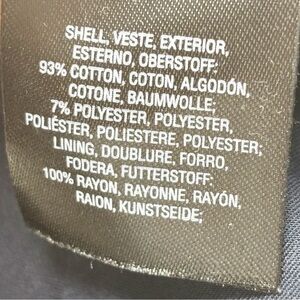 SHELL, VESTE, EXTERIOR,
ESTERNO, OBERSTOFF:
93% COTTON, COTON, ALGODÓN,
COTONE, BAUMWOLLE;
7% POLYESTER, POLYESTER,
POLIÉSTER, POLIESTERE, POLYESTER;
LINING, DOUBLURE, FORRO,
FODERA, FUTTERSTOFF:
100% RAYON, RAYONNE, RAYÓN,
RAION, KUNSTSEIDE;